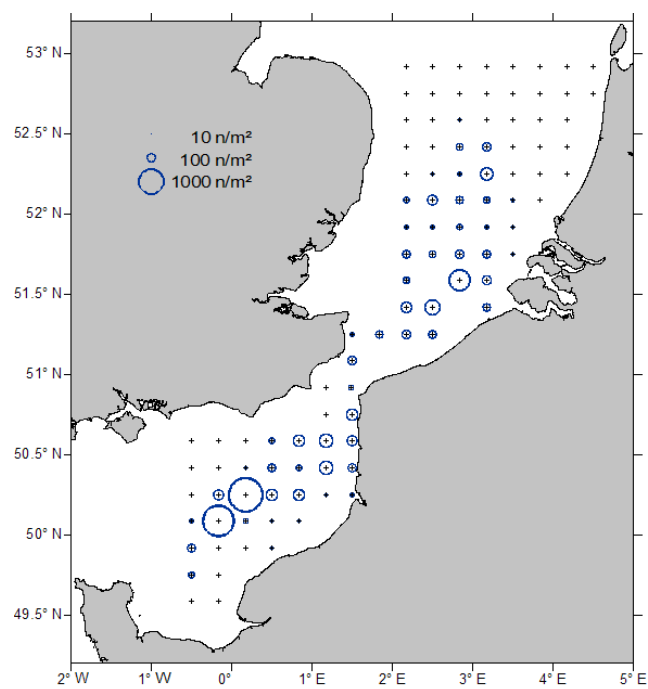 53° N
52.5° N
10 n/m²
100 n/m²
1000 n/m²
52° N
51.5° N
51° N
50.5° N
50° N
49.5° N
2° W 1° W 0° 1° E 2° E 3° E 4° E 5° E